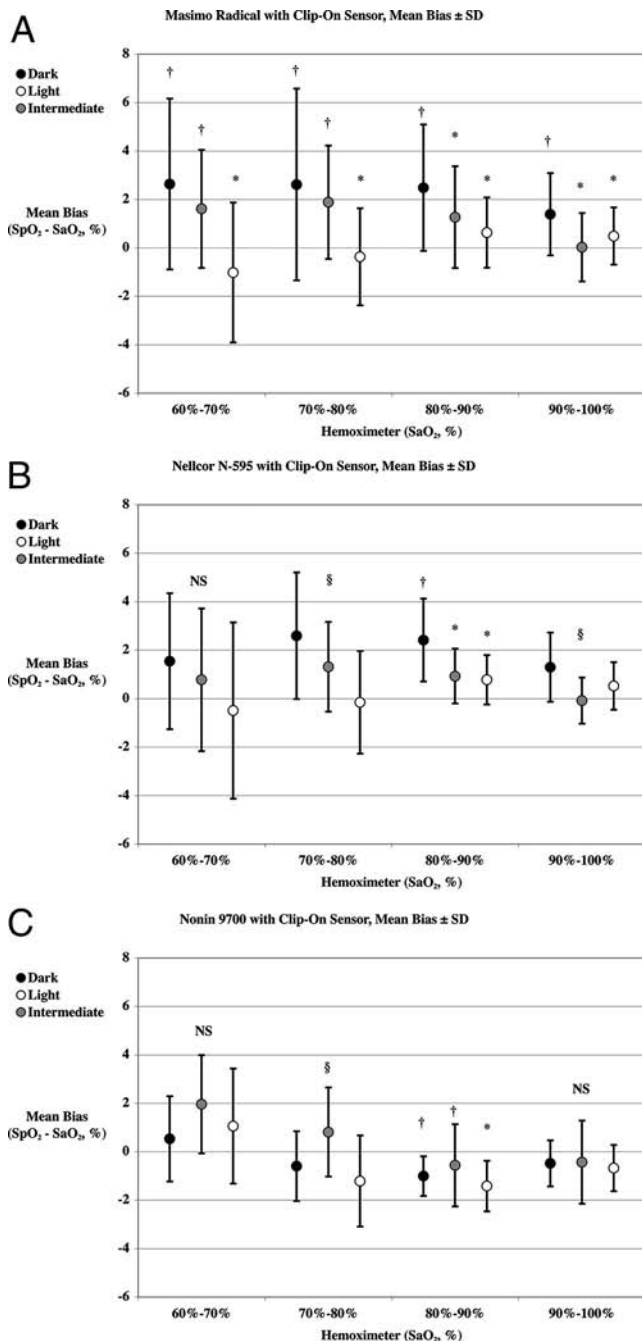 A
Masimo Radical with Clip-On Sensor, Mean Bias ± SD
Dark
Light
Intermediate
Mean Bias
(SpO₂ - SaO₂, %)
8
6
4
2
0
-2
-4
-6
† † * † † * † * * † * *
60%-70% 70%-80% 80%-90% 90%-100%
Hemoximeter (SaO₂, %)
B
Nellcor N-595 with Clip-On Sensor, Mean Bias ± SD
Dark
Light
Intermediate
Mean Bias
(SpO₂ - SaO₂, %)
8
6
4
2
0
-2
-4
-6
NS § † * * §
60%-70% 70%-80% 80%-90% 90%-100%
Hemoximeter (SaO₂, %)
C
Nonin 9700 with Clip-On Sensor, Mean Bias ± SD
Dark
Light
Intermediate
Mean Bias
(SpO₂ - SaO₂, %)
8
6
4
2
0
-2
-4
-6
NS § † † * NS
60%-70% 70%-80% 80%-90% 90%-100%
Hemoximeter (SaO₂, %)